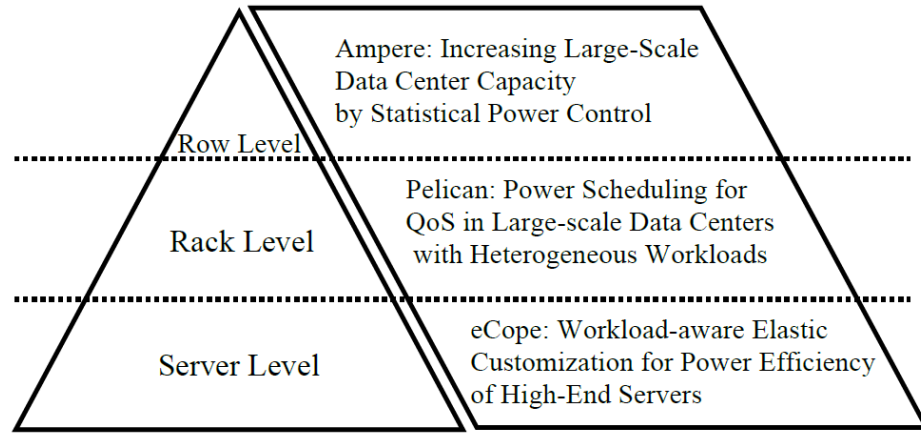 Ampere: Increasing Large-Scale
Data Center Capacity
by Statistical Power Control
Row Level
Pelican: Power Scheduling for
QoS in Large-scale Data Centers
with Heterogeneous Workloads
Rack Level
eCope: Workload-aware Elastic
Customization for Power Efficiency
of High-End Servers
Server Level